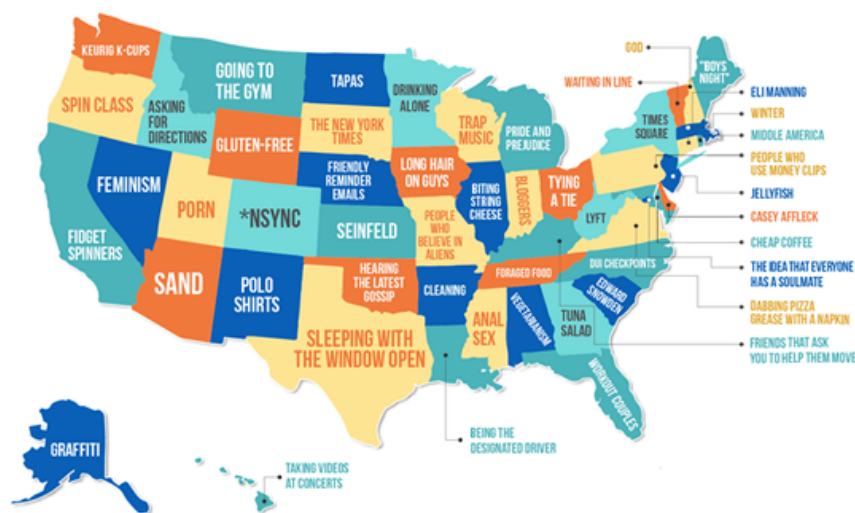 KEURIG K-CUPS
SPIN CLASS
ASKING
FOR
DIRECTIONS
GOING TO
THE GYM
TAPAS
DRINKING
ALONE
THE NEW YORK
TIMES
TRAP
MUSIC
PRIDE AND
PREJUDICE
TIMES
SQUARE
"BOYS
NIGHT"
GLUTEN-FREE
FRIENDLY
REMINDER
EMAILS
LONG HAIR
ON GUYS
FEMINISM
PORN
*NSYNC
SEINFELD
PEOPLE
WHO
BELIEVE IN
ALIENS
BITING
STRING
CHEESE
BLOGGERS
TYING
A TIE
LYFT
FIDGET
SPINNERS
SAND
POLO
SHIRTS
HEARING
THE LATEST
GOSSIP
CLEANING
FORAGED FOOD
DUI CHECKPOINTS
EDWARD
SNOWDEN
SLEEPING WITH
THE WINDOW OPEN
ANAL
SEX
VEGETARIANISM
TUNA
SALAD
WORKOUT COUPLES
GRAFFITI
TAKING VIDEOS
AT CONCERTS
BEING THE
DESIGNATED DRIVER
GOD
WAITING IN LINE
ELI MANNING
WINTER
MIDDLE AMERICA
PEOPLE WHO
USE MONEY CLIPS
JELLYFISH
CASEY AFFLECK
CHEAP COFFEE
THE IDEA THAT EVERYONE
HAS A SOULMATE
DABBING PIZZA
GREASE WITH A NAPKIN
FRIENDS THAT ASK
YOU TO HELP THEM MOVE